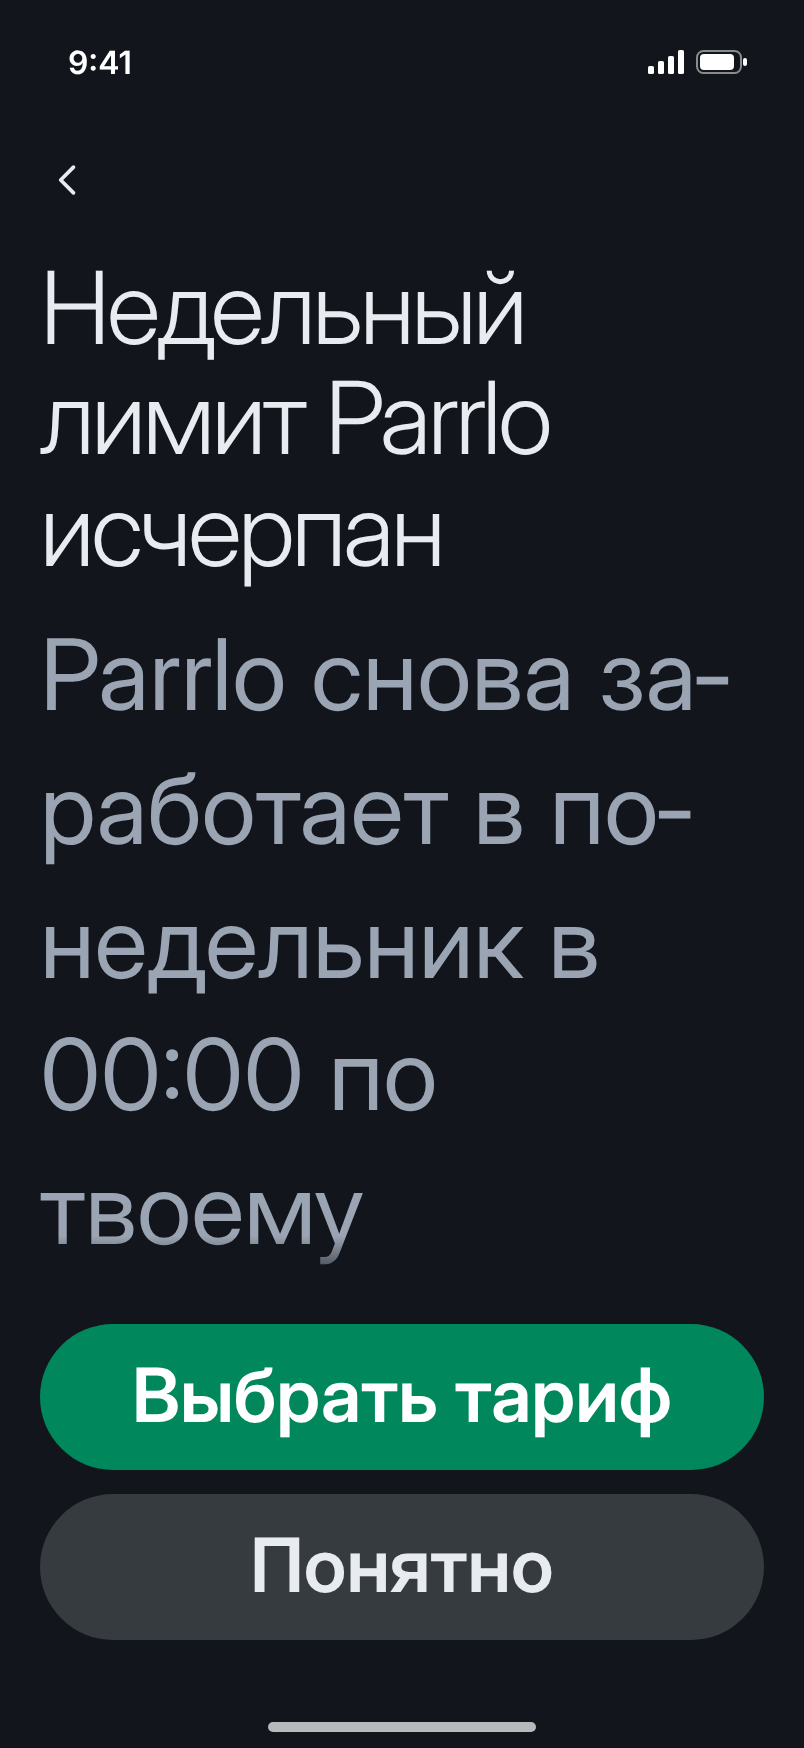 9:41
Недельный
лимит Parrlo
исчерпан
Parrlo снова за-
работает в по-
недельник в
00:00 по
твоему
Выбрать тариф
Понятно